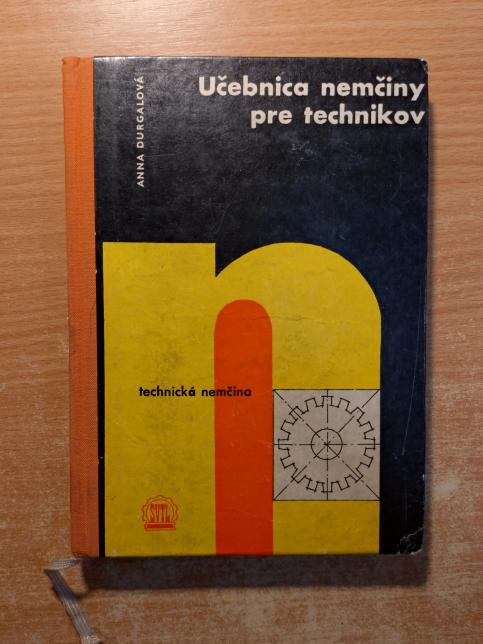 ANNA DURGALOVÁ
Učebnica nemčiny
pre technikov
n
technická nemčina
SVTL